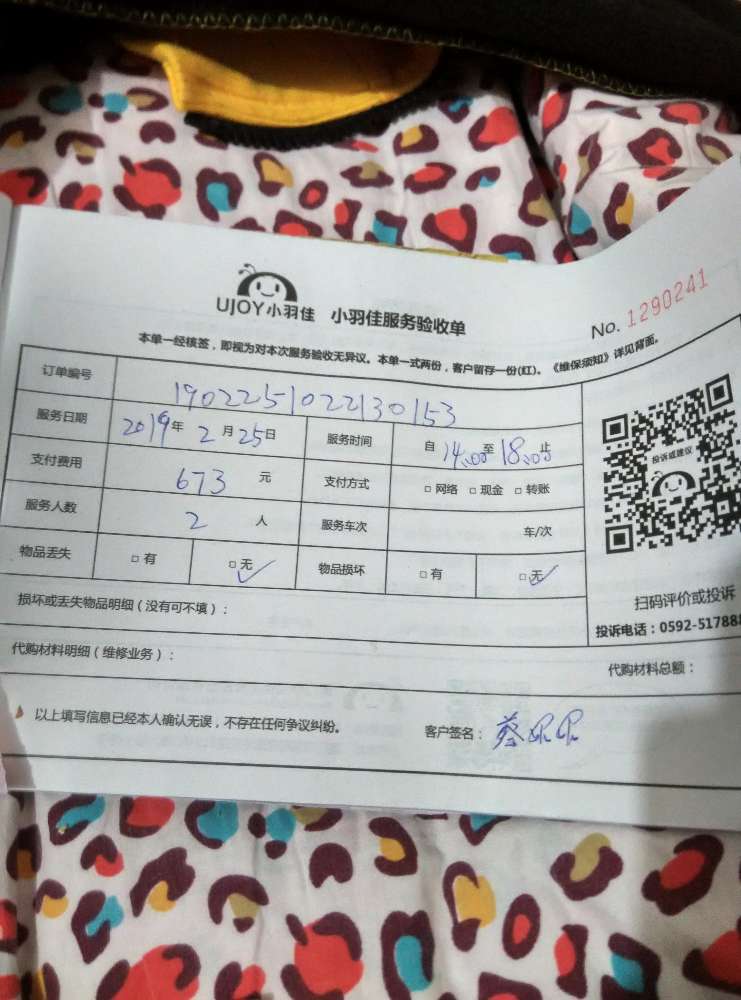 UJOY小羽佳 小羽佳服务验收单
No. 1290241
本单一经核签，即视为对本次服务验收无异议。本单一式两份，客户留存一份(红)。《维保须知》详见背面。
订单编号 190225102230153
服务日期 2019年 2月 25日 服务时间 自 14:00 至 18:00 止
支付费用 673 元 支付方式 □ 网络 □ 现金 □ 转账
服务人数 2 人 服务车次 车/次
物品丢失 □ 有 □ 无 ✓ 物品损坏 □ 有 □ 无 ✓
投诉或建议
扫码评价或投诉
损坏或丢失物品明细（没有可不填）：
投诉电话：0592-51788
代购材料明细（维修业务）：
代购材料总额：
以上填写信息已经本人确认无误，不存在任何争议纠纷。 客户签名： 蔡